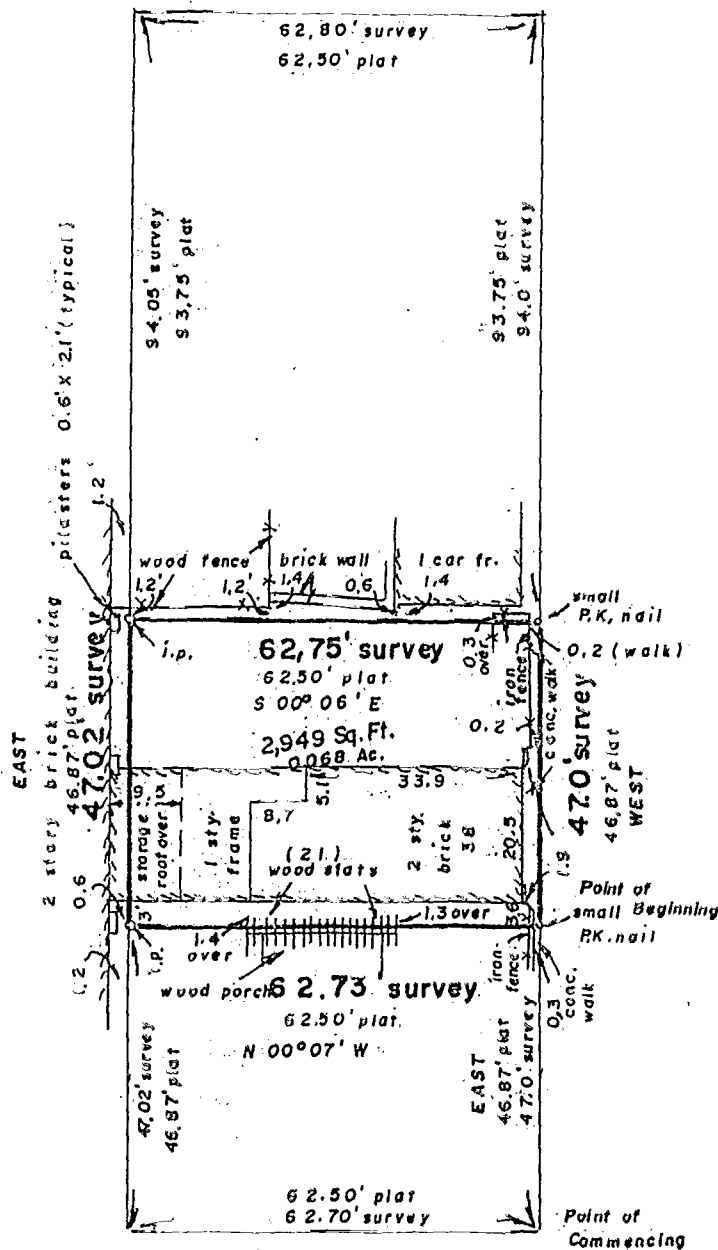 62,80' survey
62,50' plat
94.05' survey
93,75' plat
93.75' plat
94.0' survey
pilasters 0.6' X 2.1' (typical)
1.2'
wood fence
brick wall
1 car fr.
1.2'
1.2'
1.4
0.6
1.4
small
P.K. nail
i.p.
62,75' survey
62.50' plat
S 00° 06' E
2,949 Sq. Ft.
0.068 Ac.
0.3
over
iron
fence
0.2 (walk)
0.2
conc. walk
EAST
2 story brick building
46.87' plat
47.02 survey
47.0' survey
46,87' plat
WEST
storage
roof over
1 sty.
frame
8,7
5.1
33.9
2 sty.
brick
38
20.5
1.9
(21.)
wood slats
1.3 over
0.6
1.2
i.p.
1.4
over
wood porch
3.6
Point of
Beginning
small
P.K. nail
iron
fence
0,3
conc.
walk
62.73 survey
62.50' plat
N 00° 07' W
47,02' survey
46.87' plat
EAST
46.87' plat
47.0' survey
62.50' plat
62.70' survey
Point of
Commencing